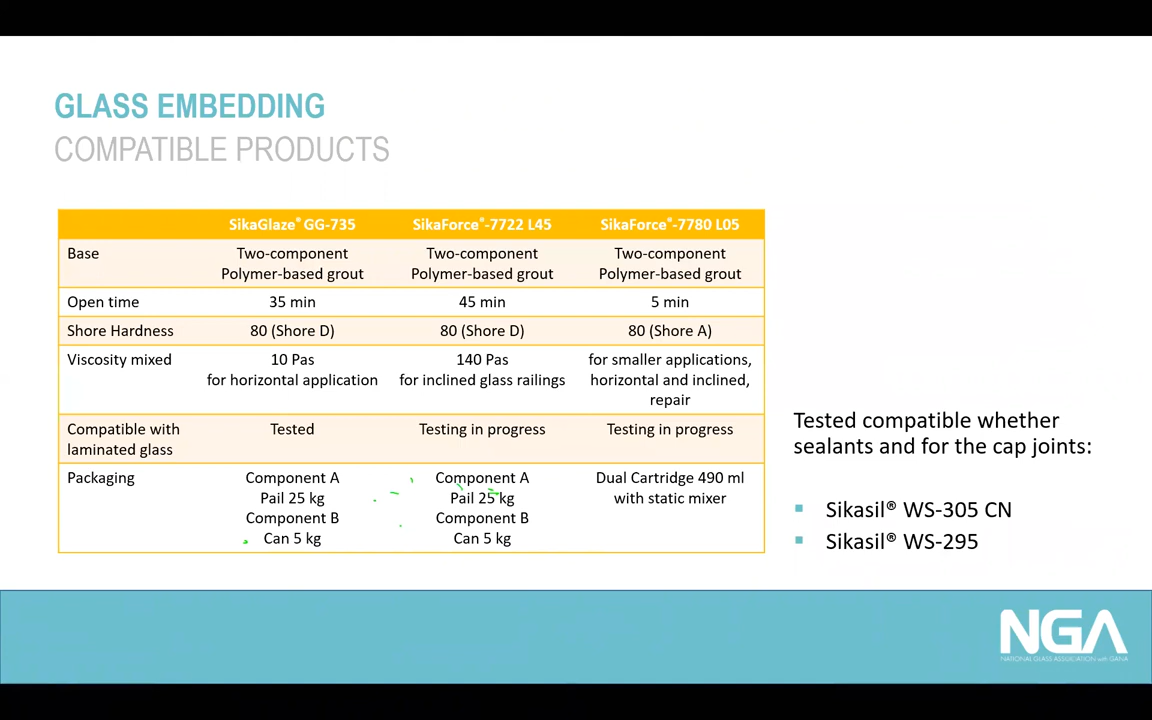 GLASS EMBEDDING
COMPATIBLE PRODUCTS
SikaGlaze® GG-735 SikaForce®-7722 L45 SikaForce®-7780 L05
Base Two-component Two-component Two-component
Polymer-based grout Polymer-based grout Polymer-based grout
Open time 35 min 45 min 5 min
Shore Hardness 80 (Shore D) 80 (Shore D) 80 (Shore A)
Viscosity mixed 10 Pas 140 Pas for smaller applications,
for horizontal application for inclined glass railings horizontal and inclined,
repair
Compatible with Tested Testing in progress Testing in progress
laminated glass
Packaging Component A Component A Dual Cartridge 490 ml
Pail 25 kg Pail 25 kg with static mixer
Component B Component B
Can 5 kg Can 5 kg
Tested compatible whether
sealants and for the cap joints:
▪ Sikasil® WS-305 CN
▪ Sikasil® WS-295
NGA
NATIONAL GLASS ASSOCIATION with GANA